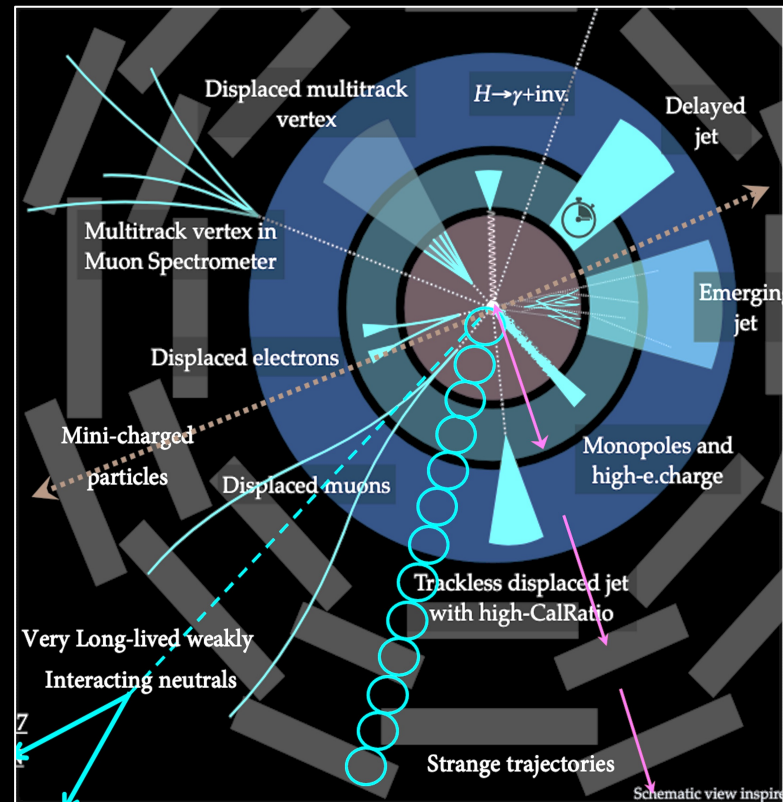 Displaced multitrack
vertex
H→γ+inv.
Delayed
jet
Multitrack vertex in
Muon Spectrometer
Emergin
jet
Displaced electrons
Mini-charged
particles
Displaced muons
Monopoles and
high-e.charge
Trackless displaced jet
with high-CalRatio
Very Long-lived weakly
Interacting neutrals
7
Strange trajectories
Schematic view inspir